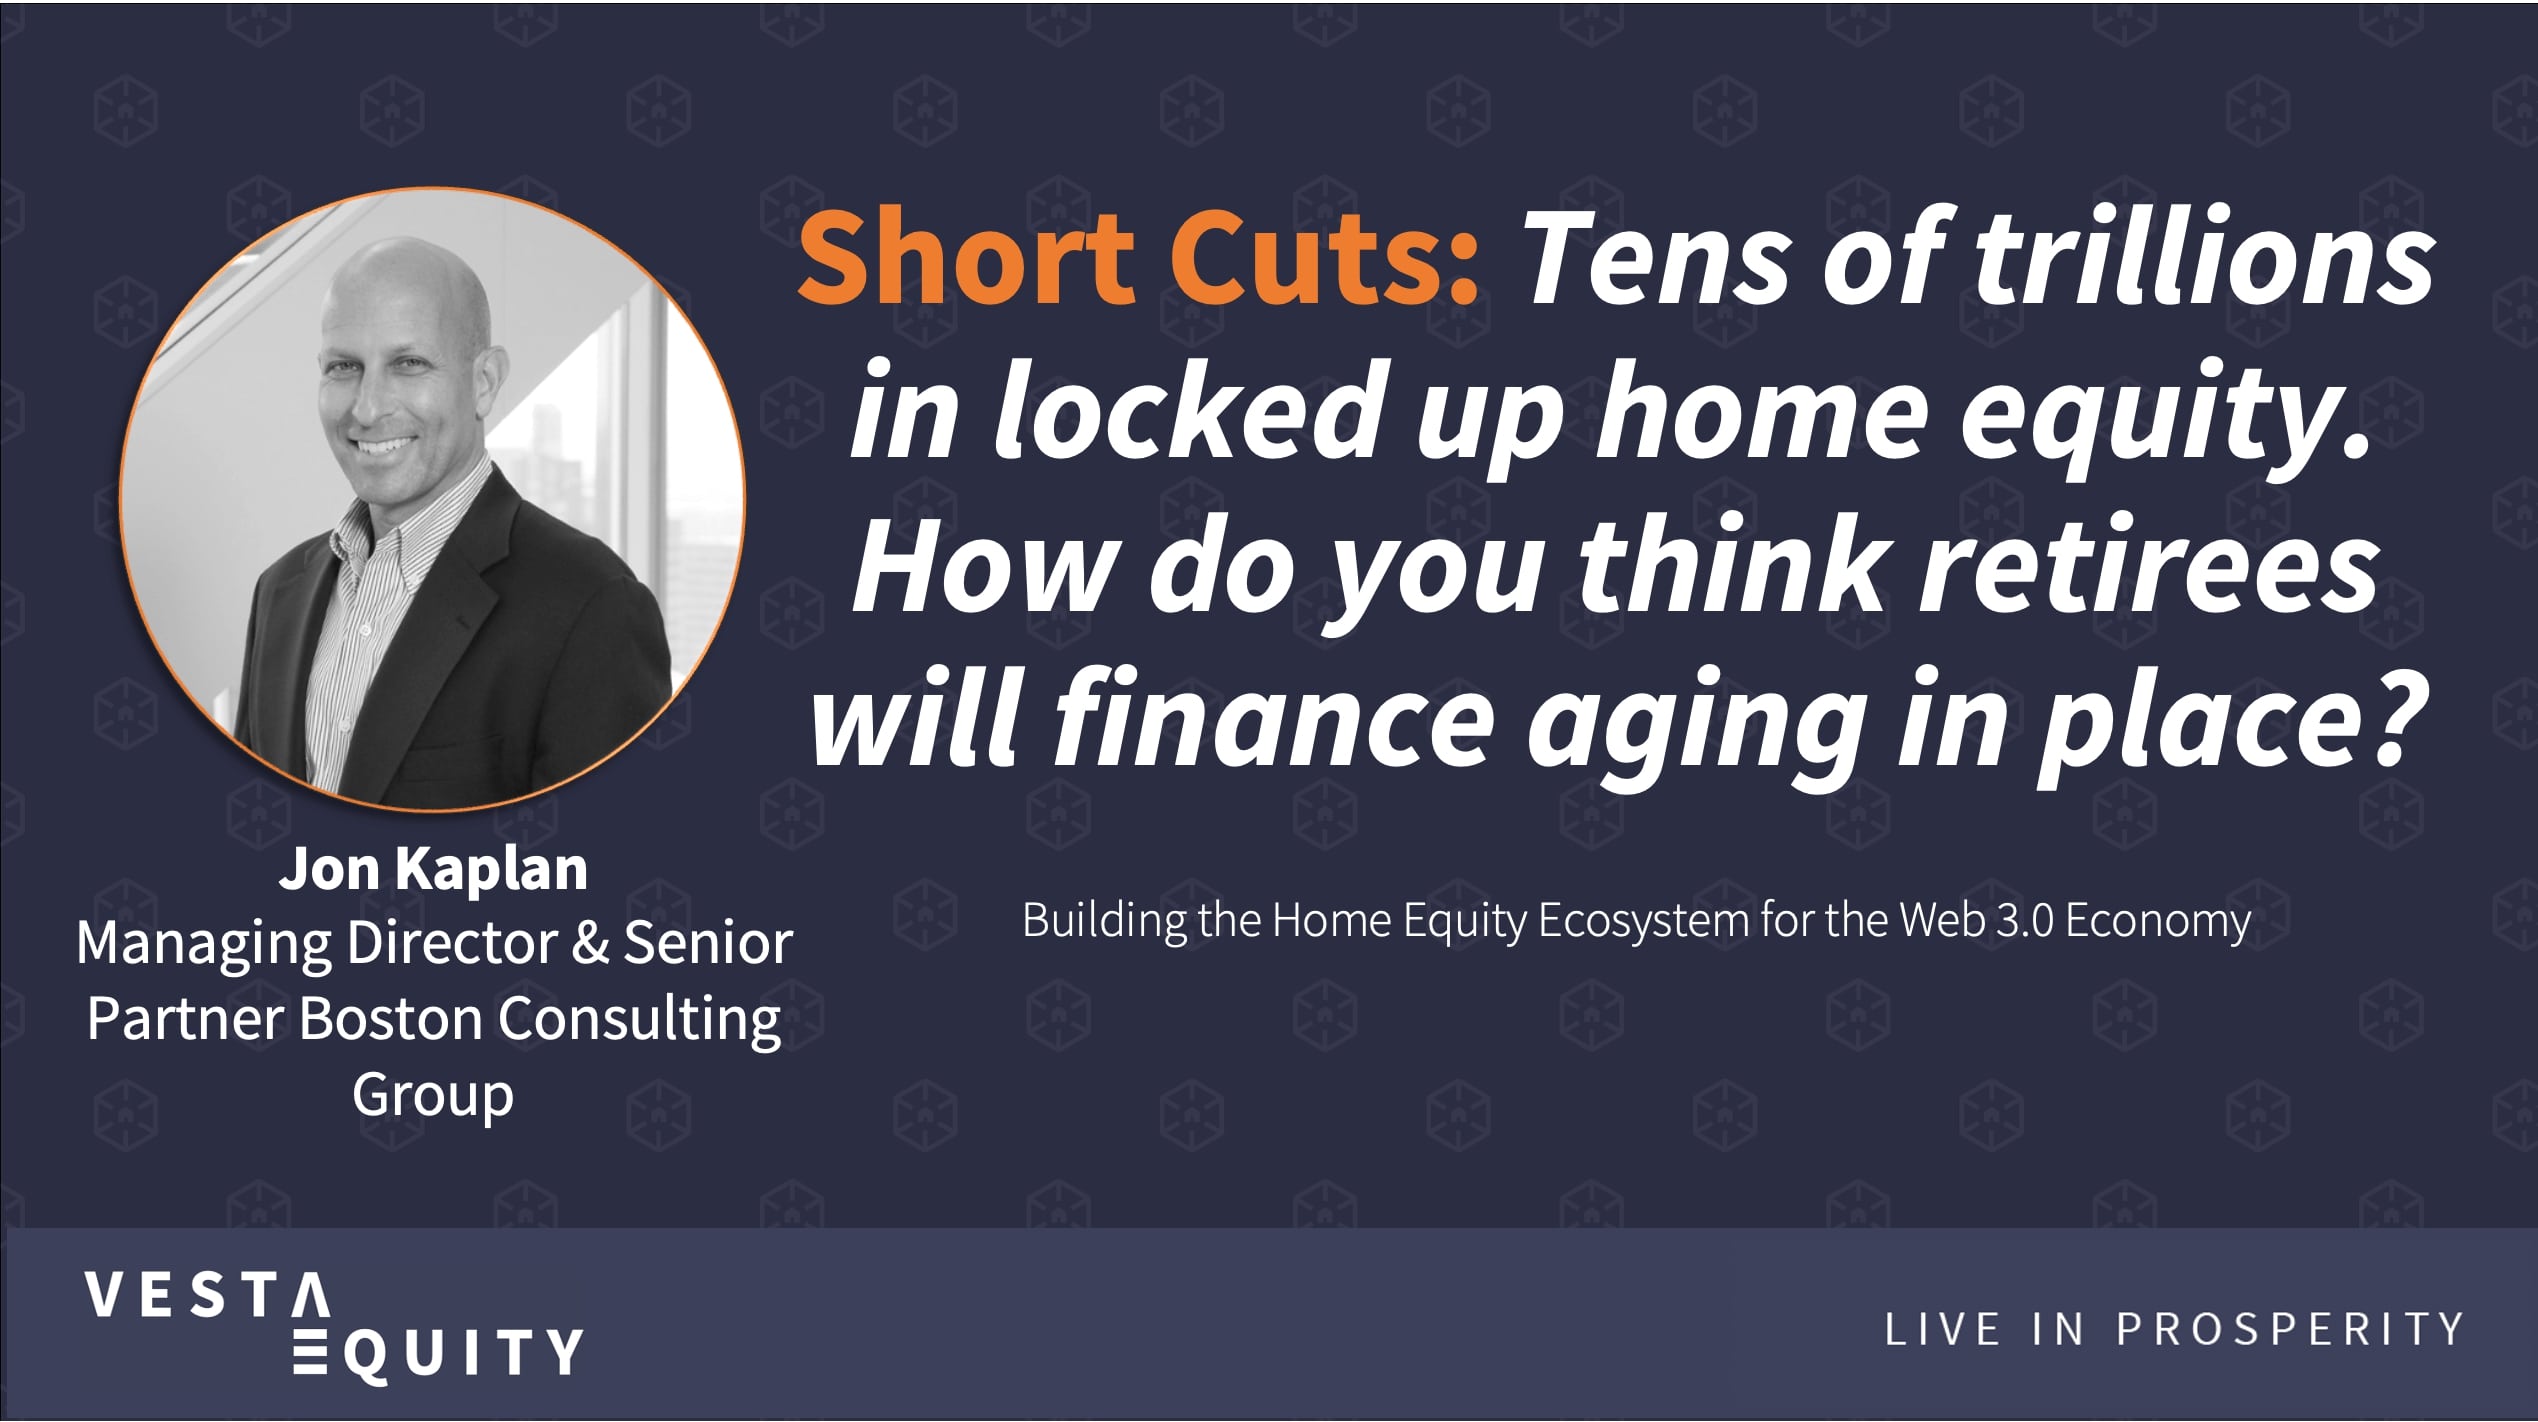 Short Cuts: Tens of trillions
in locked up home equity.
How do you think retirees
will finance aging in place?
Building the Home Equity Ecosystem for the Web 3.0 Economy
Jon Kaplan
Managing Director & Senior
Partner Boston Consulting
Group
VESTA
EQUITY
LIVE IN PROSPERITY